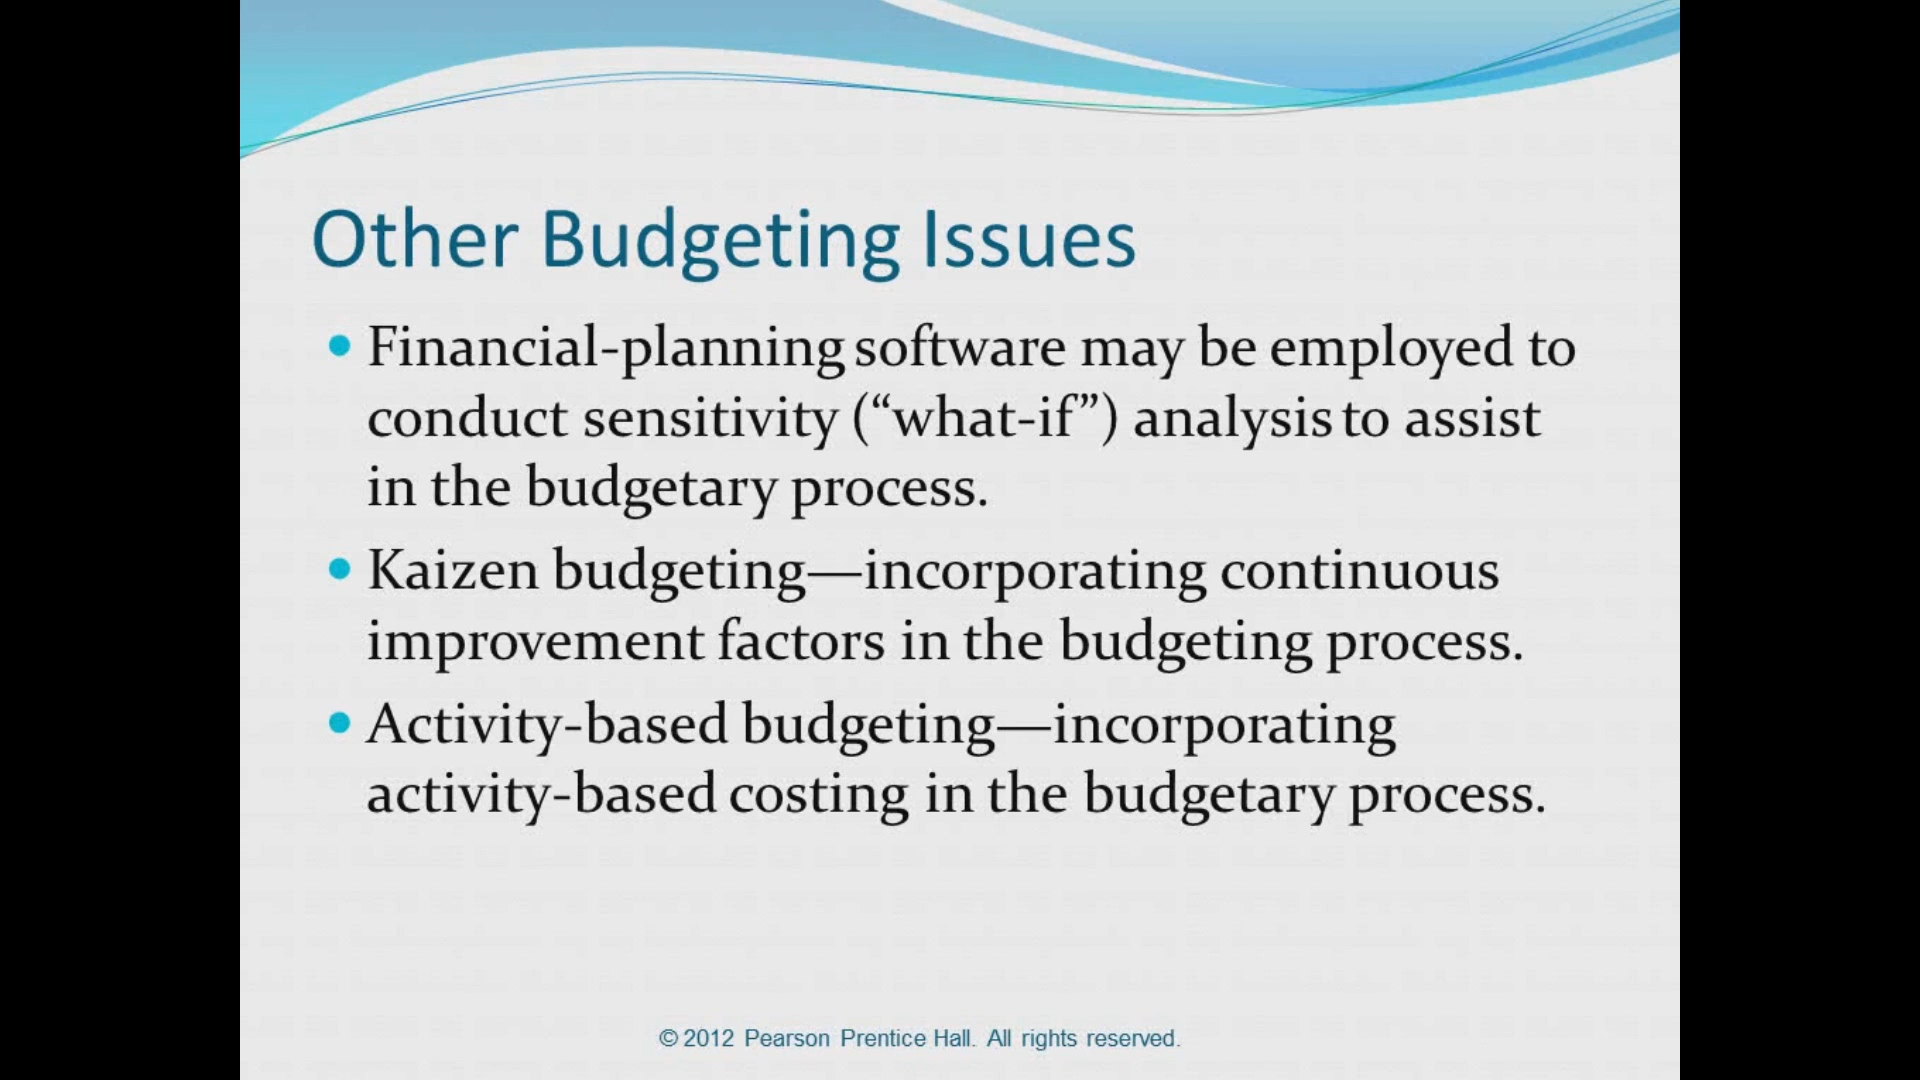 Other Budgeting Issues
Financial-planning software may be employed to
conduct sensitivity (“what-if”) analysis to assist
in the budgetary process.
Kaizen budgeting—incorporating continuous
improvement factors in the budgeting process.
Activity-based budgeting—incorporating
activity-based costing in the budgetary process.
© 2012 Pearson Prentice Hall. All rights reserved.